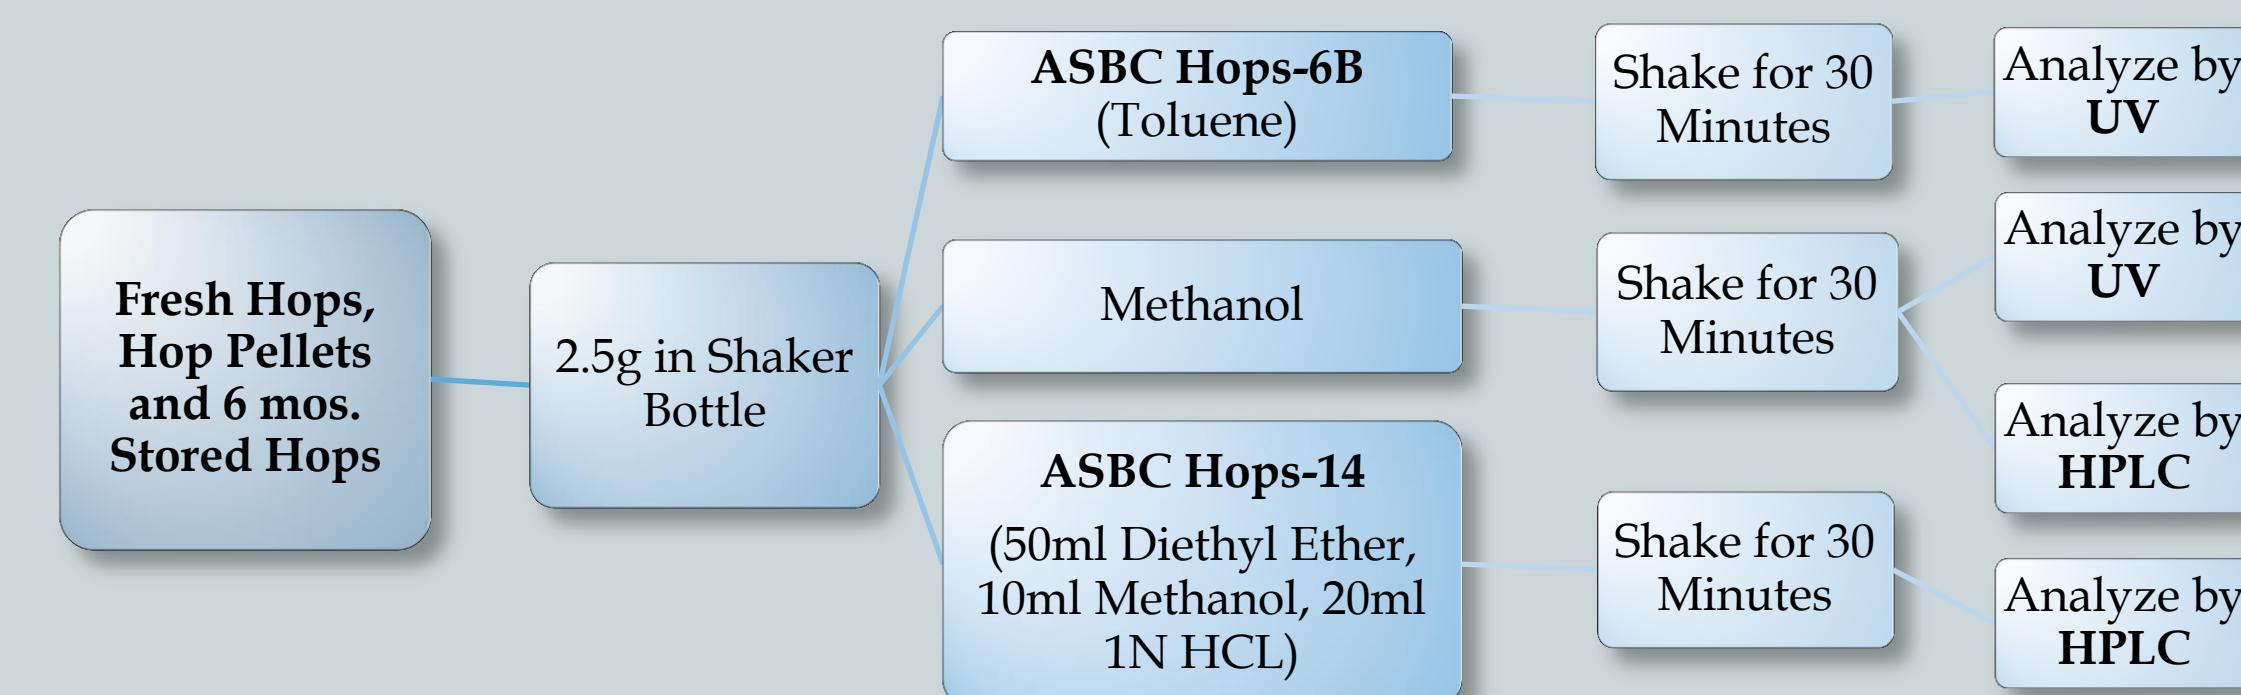 Fresh Hops,
Hop Pellets
and 6 mos.
Stored Hops
2.5g in Shaker
Bottle
ASBC Hops-6B
(Toluene)
Shake for 30
Minutes
Analyze by
UV
Methanol
Shake for 30
Minutes
Analyze by
UV
Analyze by
HPLC
ASBC Hops-14
(50ml Diethyl Ether,
10ml Methanol, 20ml
1N HCL)
Shake for 30
Minutes
Analyze by
HPLC